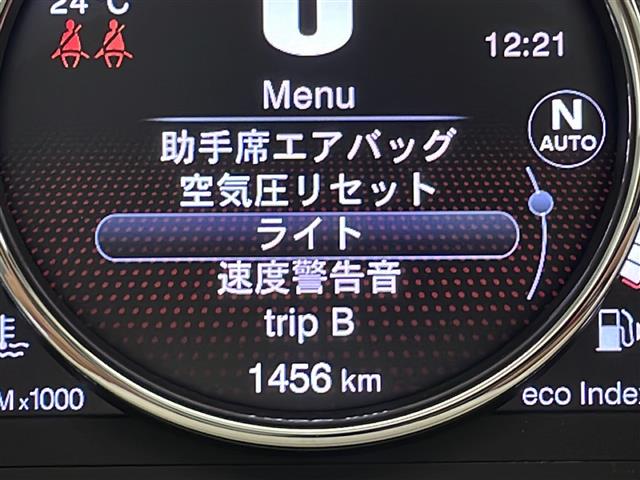 24°C
0
12:21
Menu
N
AUTO
助手席エアバッグ
空気圧リセット
ライト
速度警告音
trip B
1456 km
x1000
eco Index